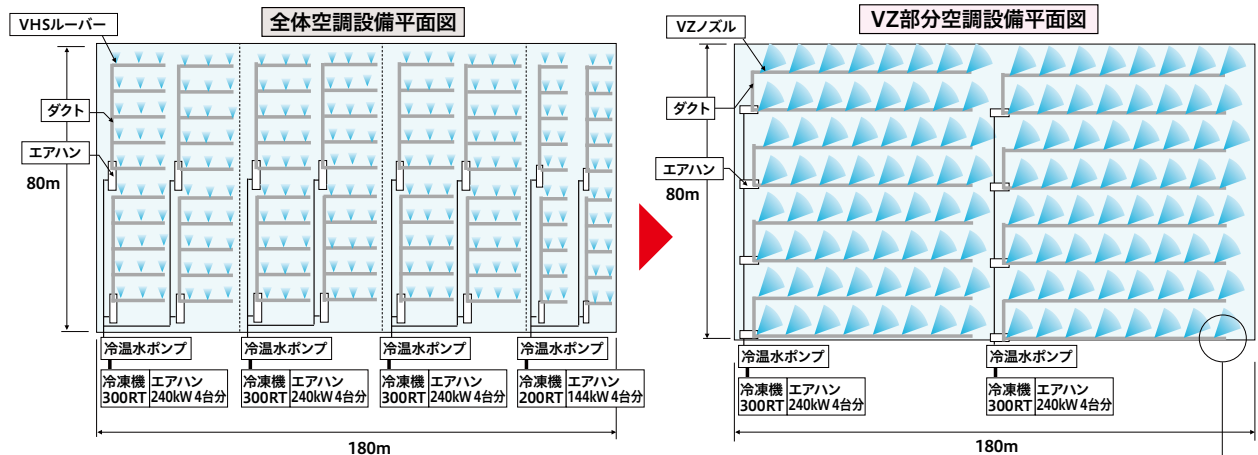 全体空調設備平面図
VHSルーバー
ダクト
エアハン
80m
冷温水ポンプ
冷凍機
300RT
エアハン
240kW 4台分
冷温水ポンプ
冷凍機
300RT
エアハン
240kW 4台分
冷温水ポンプ
冷凍機
300RT
エアハン
240kW 4台分
冷温水ポンプ
冷凍機
200RT
エアハン
144kW 4台分
180m
VZ部分空調設備平面図
VZノズル
ダクト
エアハン
80m
冷温水ポンプ
冷凍機
300RT
エアハン
240kW 4台分
冷温水ポンプ
冷凍機
300RT
エアハン
240kW 4台分
180m